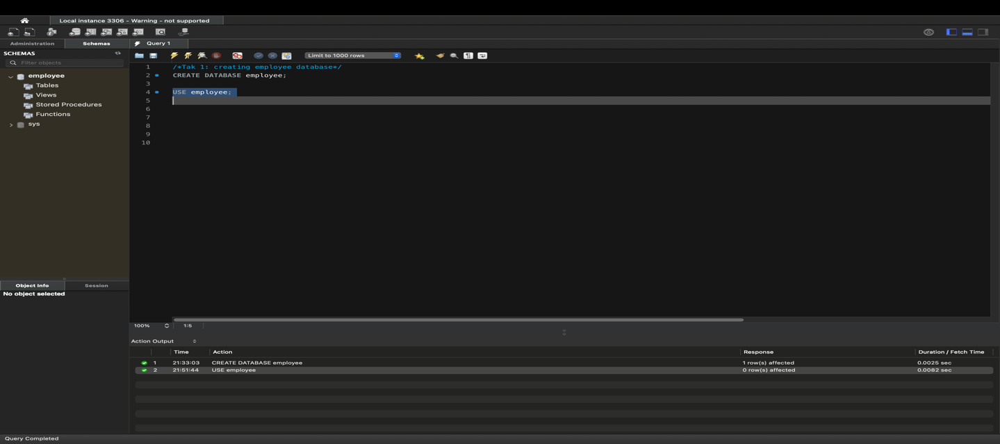 Local instance 3306 - Warning - not supported
Administration Schemas Query 1
SCHEMAS
Limit to 1000 rows
Filter objects
employee
Tables
Views
Stored Procedures
Functions
sys
1 /*Tak 1: creating employee database*/
2 CREATE DATABASE employee;
3
4 USE employee;
5
6
7
8
9
10
Object Info Session
No object selected
100% 1:5
Action Output
Time Action Response Duration / Fetch Time
1 21:33:03 CREATE DATABASE employee 1 row(s) affected 0.0025 sec
2 21:51:44 USE employee 0 row(s) affected 0.0082 sec
Query Completed